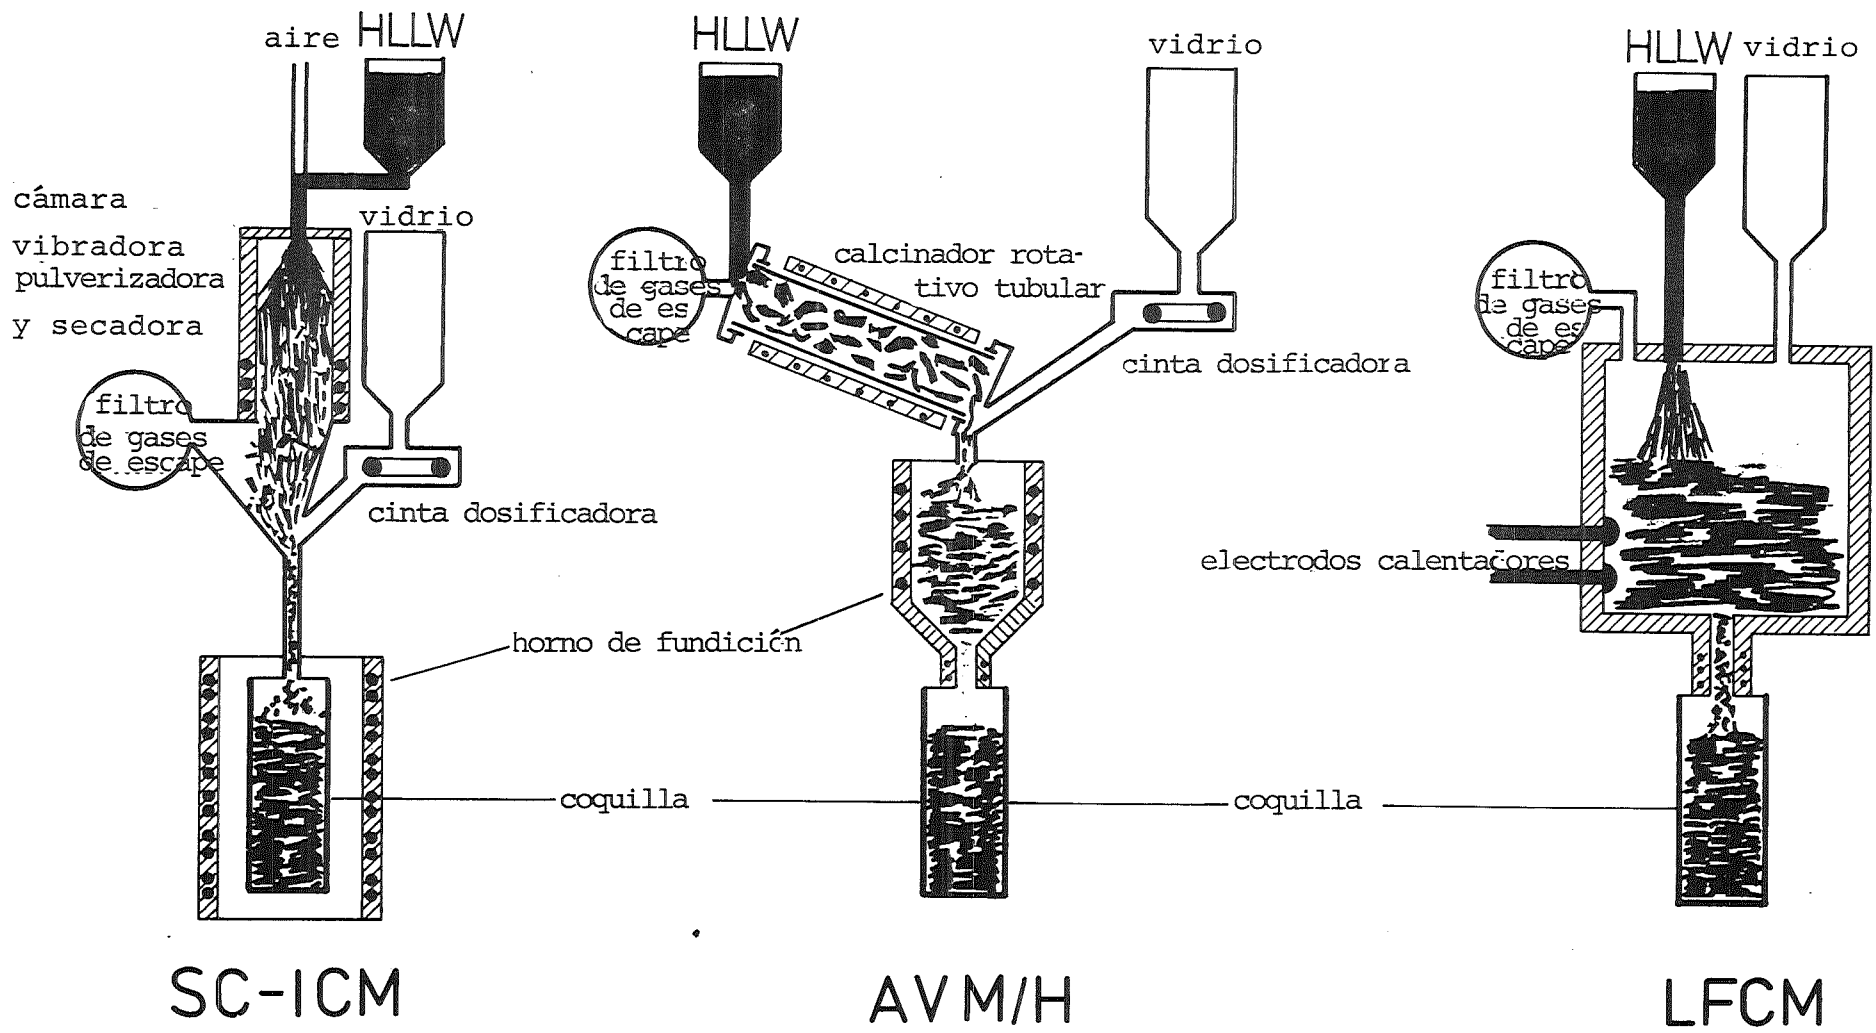 aire
HLLW
cámara
vibradora
pulverizadora
y secadora
vidrio
filtro
de gases
de escape
cinta dosificadora
horno de fundición
coquilla
SC-ICM
HLLW
vidrio
filtro
de gases
de es
cape
calcinador rota-
tivo tubular
cinta dosificadora
coquilla
AVM/H
HLLW
vidrio
filtro
de gases
de es
cape
electrodos calentadores
LFCM